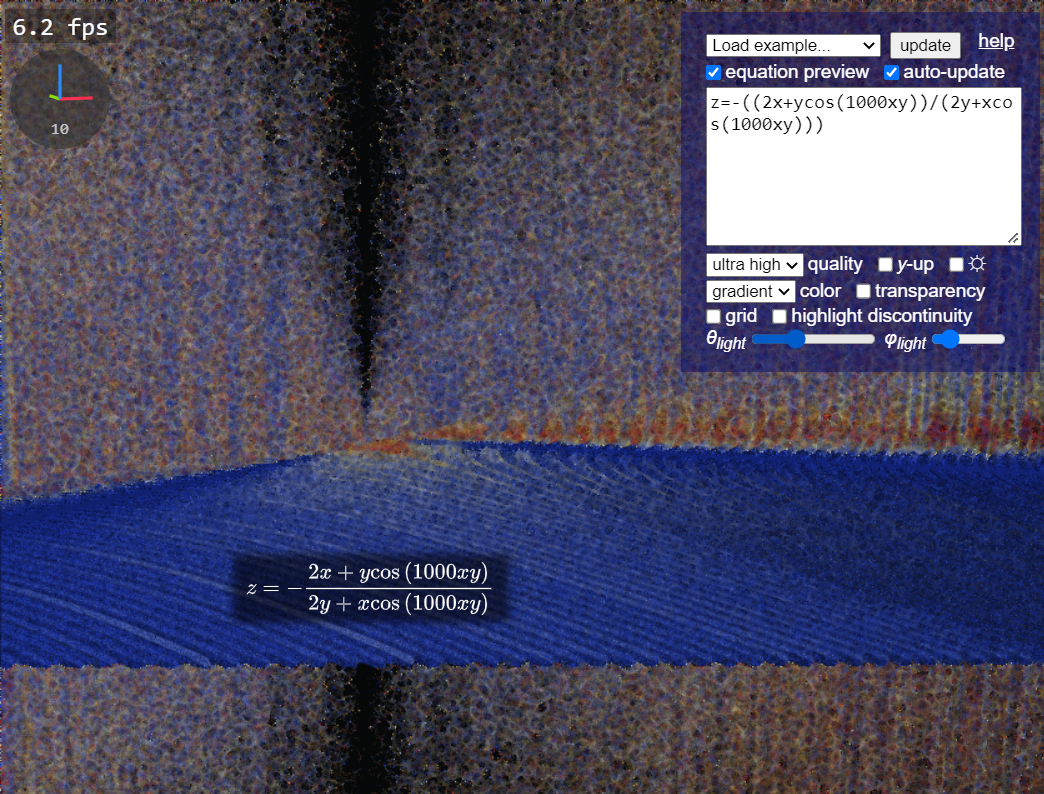 6.2 fps
10
Load example...
update
help
equation preview
auto-update
z=-((2x+ycos(1000xy))/(2y+xco
s(1000xy)))
ultra high
quality
y-up
gradient
color
transparency
grid
highlight discontinuity
θlight
φlight
z = − 2x + ycos (1000xy)
2y + xcos (1000xy)